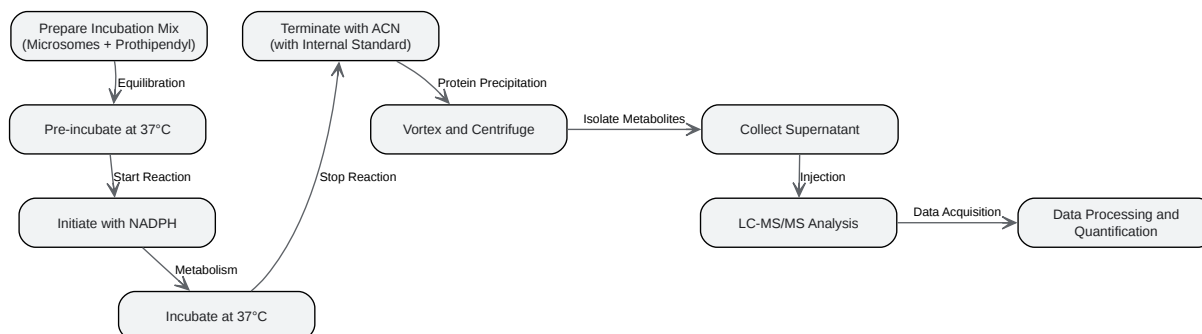 Prepare Incubation Mix
(Microsomes + Prothipendyl)
Equilibration
Pre-incubate at 37°C
Start Reaction
Initiate with NADPH
Metabolism
Incubate at 37°C
Stop Reaction
Terminate with ACN
(with Internal Standard)
Protein Precipitation
Vortex and Centrifuge
Isolate Metabolites
Collect Supernatant
Injection
LC-MS/MS Analysis
Data Acquisition
Data Processing and
Quantification